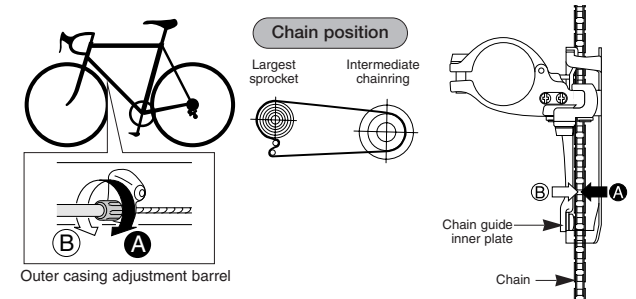 Chain position
Largest
sprocket
Intermediate
chainring
B
A
Outer casing adjustment barrel
B
A
Chain guide
inner plate
Chain